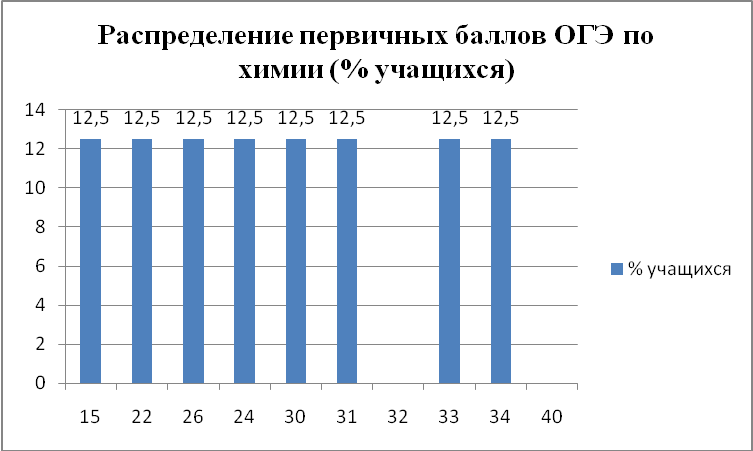 Распределение первичных баллов ОГЭ по
химии (% учащихся)
14
12
10
8
6
4
2
0
12,5 12,5 12,5 12,5 12,5 12,5 12,5 12,5
15 22 26 24 30 31 32 33 34 40
% учащихся